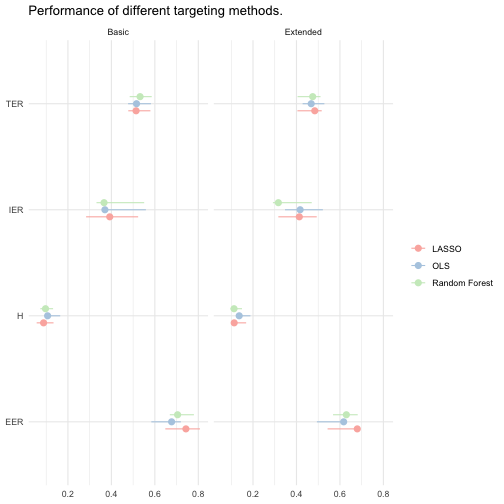 Performance of different targeting methods.
Basic
Extended
TER
IER
H
EER
LASSO
OLS
Random Forest
0.2 0.4 0.6 0.8 0.2 0.4 0.6 0.8